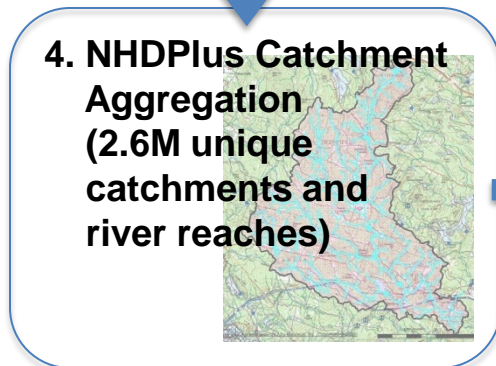 4. NHDPlus Catchment
Aggregation
(2.6M unique
catchments and
river reaches)